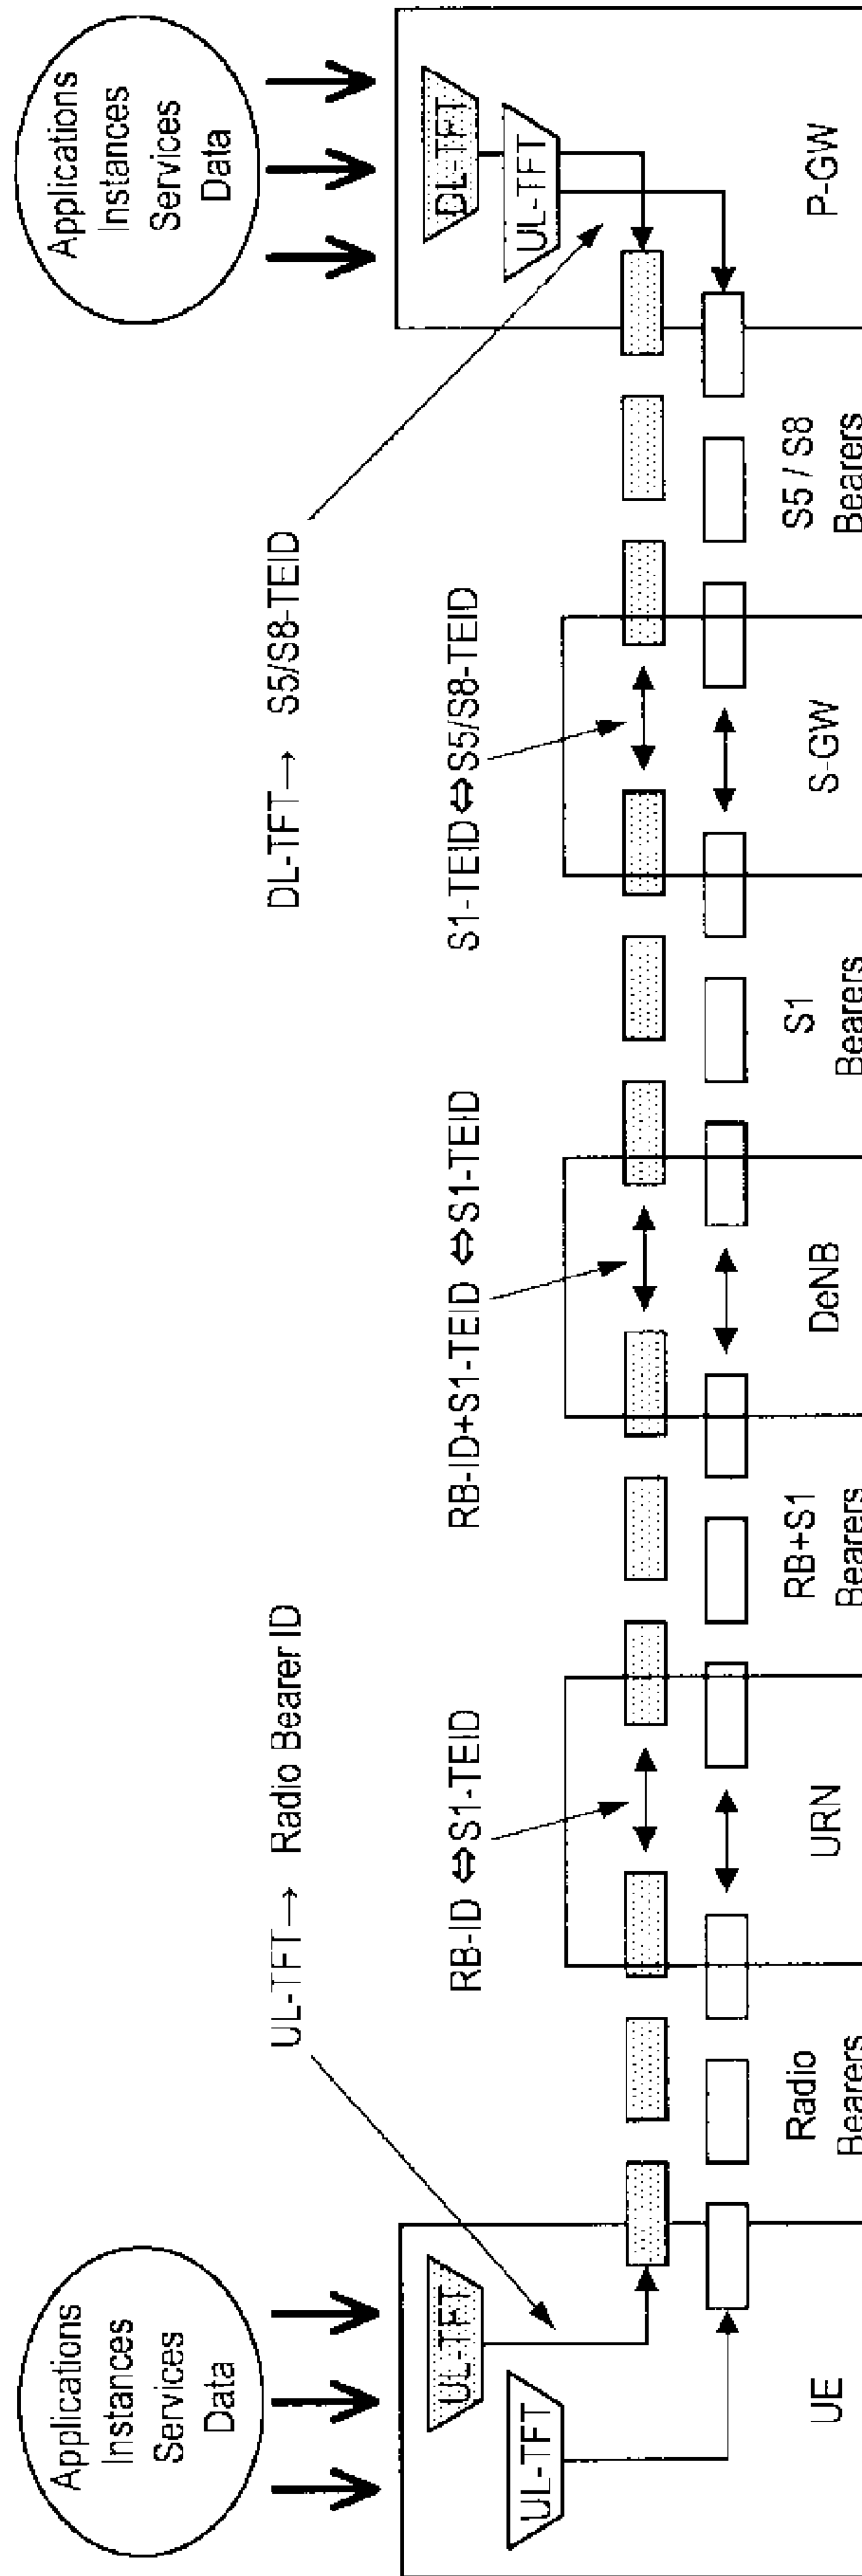 Applications
Instances
Services
Data
Applications
Instances
Services
Data
UL-TFT→ Radio Bearer ID
DL-TFT→ S5/S8-TEID
RB-ID⇔S1-TEID
RB-ID+S1-TEID⇔S1-TEID
S1-TEID⇔S5/S8-TEID
UL-TFT
UL-TFT
DL-TFT
UL-TFT
UE
Radio
Bearers
URN
RB+S1
Bearers
DeNB
S1
Bearers
S-GW
S5 / S8
Bearers
P-GW